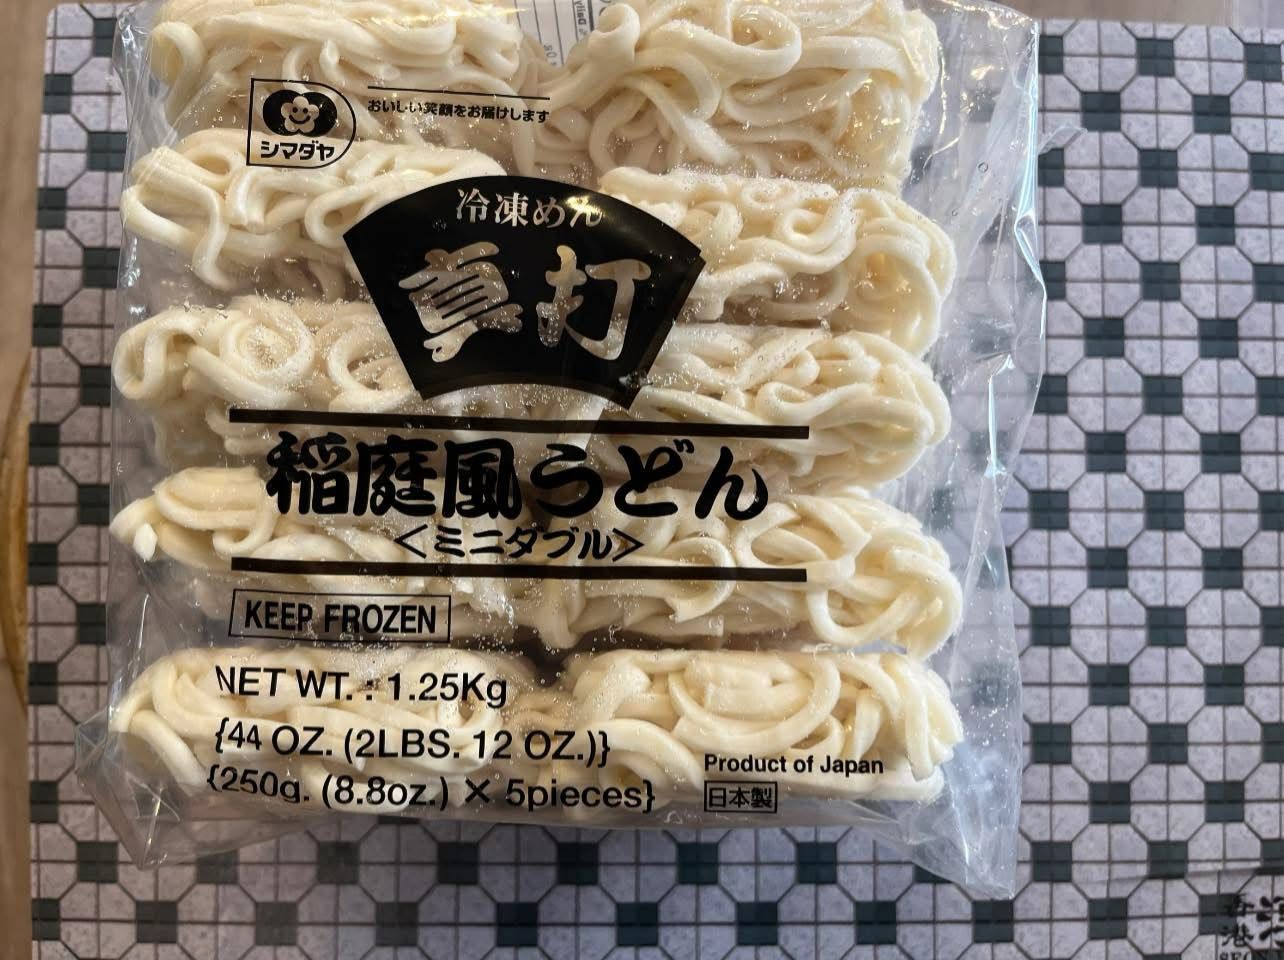 おいしい笑顔をお届けします
シマダヤ
冷凍めん
真打
稲庭風うどん
<ミニダブル>
KEEP FROZEN
NET WT. : 1.25Kg
{44 OZ. (2LBS. 12 OZ.)}
{250g. (8.8oz.) × 5pieces}
Product of Japan
日本製
香港